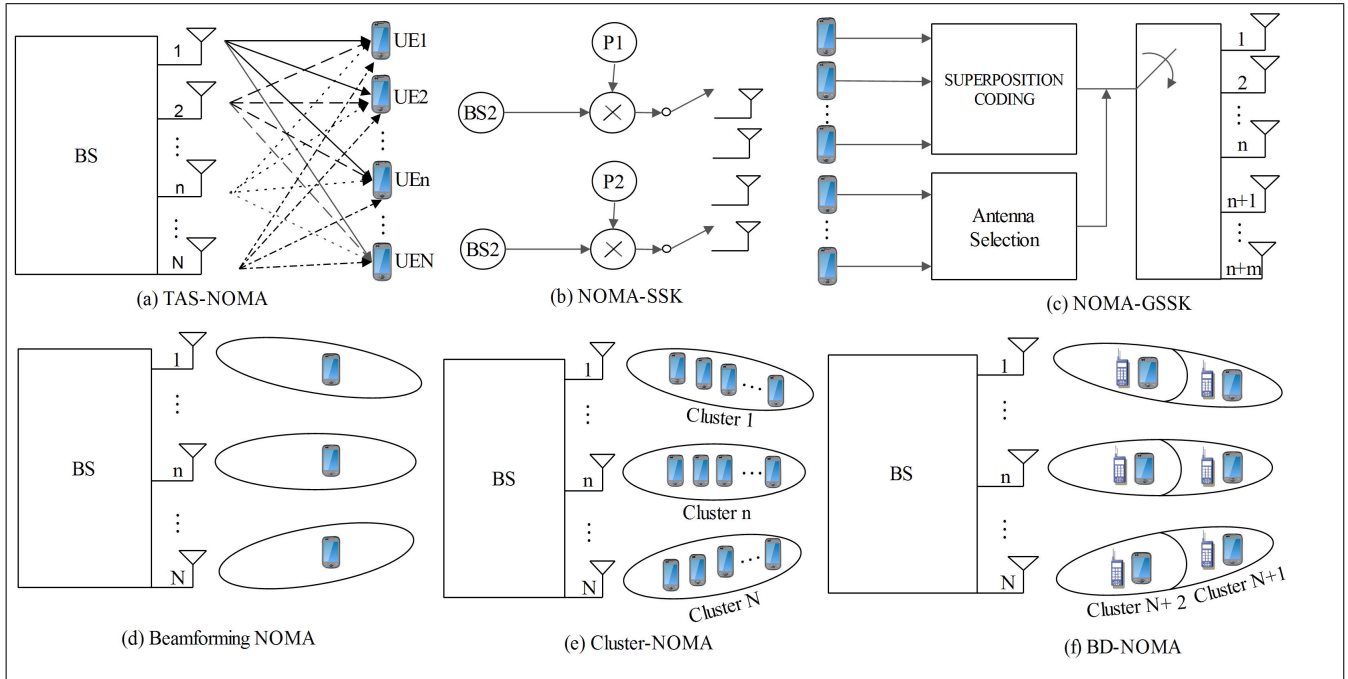 BS
1
2
n
N
UE1
UE2
UEn
UEN
(a) TAS-NOMA
P1
BS2
P2
BS2
(b) NOMA-SSK
SUPERPOSITION
CODING
Antenna
Selection
1
2
n
n+1
n+m
(c) NOMA-GSSK
BS
1
n
N
(d) Beamforming NOMA
BS
1
n
N
Cluster 1
Cluster n
Cluster N
(e) Cluster-NOMA
BS
1
n
N
Cluster N+ 2
Cluster N+1
(f) BD-NOMA